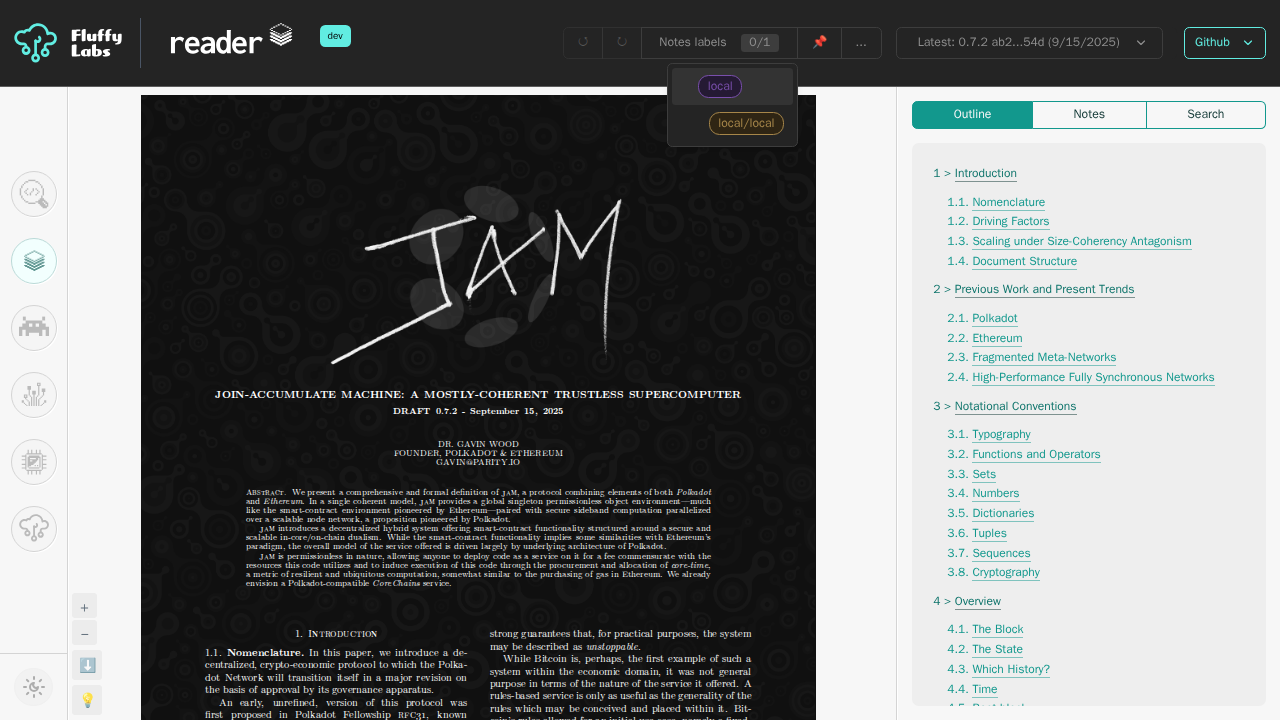 Fluffy Labs
reader
dev
Notes labels 0/1
📌
...
Latest: 0.7.2 ab2...54d (9/15/2025)
Github
local
local/local
Outline
Notes
Search
JAM
JOIN-ACCUMULATE MACHINE: A MOSTLY-COHERENT TRUSTLESS SUPERCOMPUTER
DRAFT 0.7.2 - September 15, 2025
DR. GAVIN WOOD
FOUNDER, POLKADOT & ETHEREUM
GAVIN@PARITY.IO
Abstract. We present a comprehensive and formal definition of JAM, a protocol combining elements of both Polkadot
and Ethereum. In a single coherent model, JAM provides a global singleton permissionless object environment—much
like the smart-contract environment pioneered by Ethereum—paired with secure sideband computation parallelized
over a scalable node network, a proposition pioneered by Polkadot.
JAM introduces a decentralized hybrid system offering smart-contract functionality structured around a secure and
scalable in-core/on-chain dualism. While the smart-contract functionality implies some similarities with Ethereum's
paradigm, the overall model of the service offered is driven largely by underlying architecture of Polkadot.
JAM is permissionless in nature, allowing anyone to deploy code as a service on it for a fee commensurate with the
resources this code utilizes and to induce execution of this code through the procurement and allocation of core-time,
a metric of resilient and ubiquitous computation, somewhat similar to the purchasing of gas in Ethereum. We already
envision a Polkadot-compatible CoreChains service.
1. Introduction
1.1. Nomenclature. In this paper, we introduce a de-
centralized, crypto-economic protocol to which the Polka-
dot Network will transition itself in a major revision on
the basis of approval by its governance apparatus.
An early, unrefined, version of this protocol was
first proposed in Polkadot Fellowship RFC31, known
strong guarantees that, for practical purposes, the system
may be described as unstoppable.
While Bitcoin is, perhaps, the first example of such a
system within the economic domain, it was not general
purpose in terms of the nature of the service it offered. A
rules-based service is only as useful as the generality of the
rules which may be conceived and placed within it. Bit-
+
−
1 > Introduction
1.1. Nomenclature
1.2. Driving Factors
1.3. Scaling under Size-Coherency Antagonism
1.4. Document Structure
2 > Previous Work and Present Trends
2.1. Polkadot
2.2. Ethereum
2.3. Fragmented Meta-Networks
2.4. High-Performance Fully Synchronous Networks
3 > Notational Conventions
3.1. Typography
3.2. Functions and Operators
3.3. Sets
3.4. Numbers
3.5. Dictionaries
3.6. Tuples
3.7. Sequences
3.8. Cryptography
4 > Overview
4.1. The Block
4.2. The State
4.3. Which History?
4.4. Time